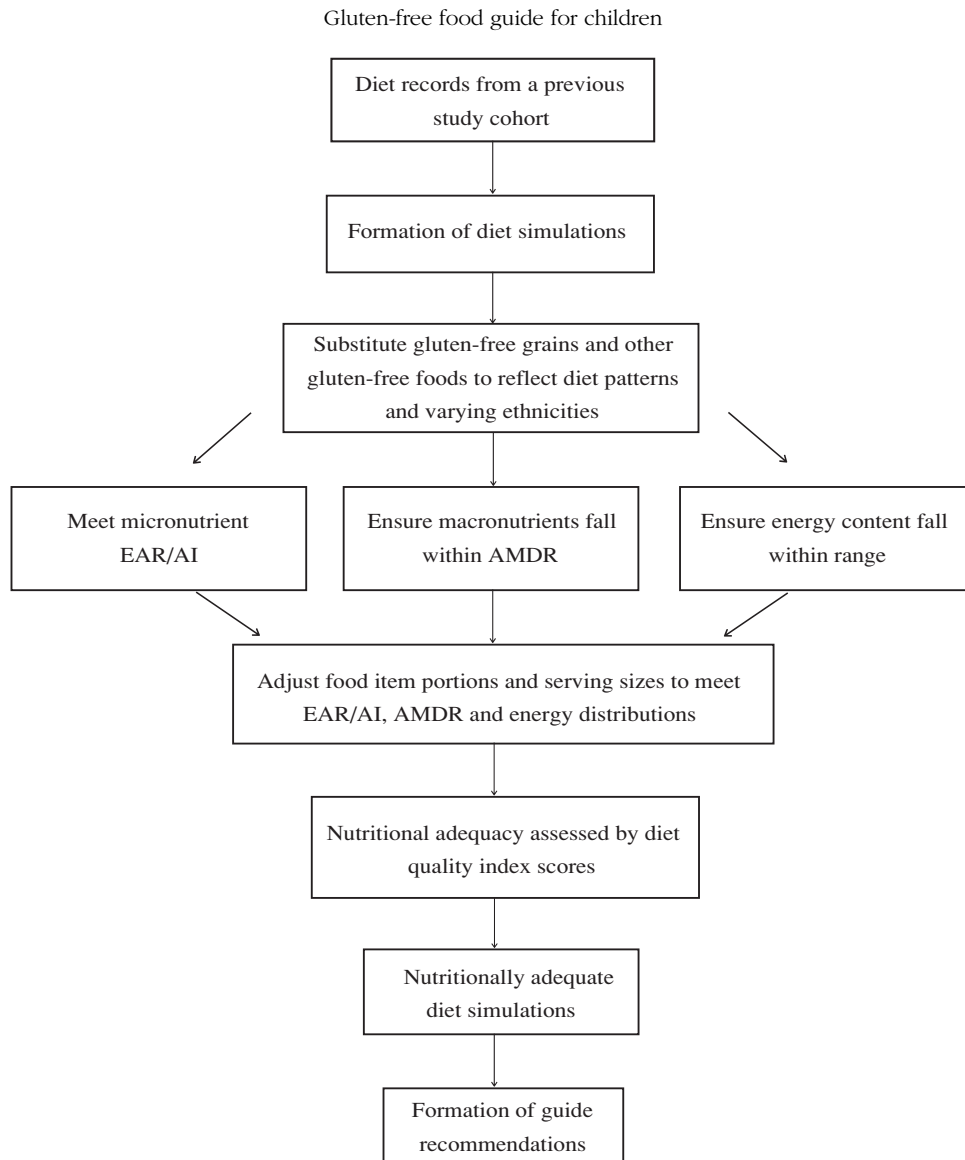 Gluten-free food guide for children
Diet records from a previous
study cohort
Formation of diet simulations
Substitute gluten-free grains and other
gluten-free foods to reflect diet patterns
and varying ethnicities
Meet micronutrient
EAR/AI
Ensure macronutrients fall
within AMDR
Ensure energy content fall
within range
Adjust food item portions and serving sizes to meet
EAR/AI, AMDR and energy distributions
Nutritional adequacy assessed by diet
quality index scores
Nutritionally adequate
diet simulations
Formation of guide
recommendations